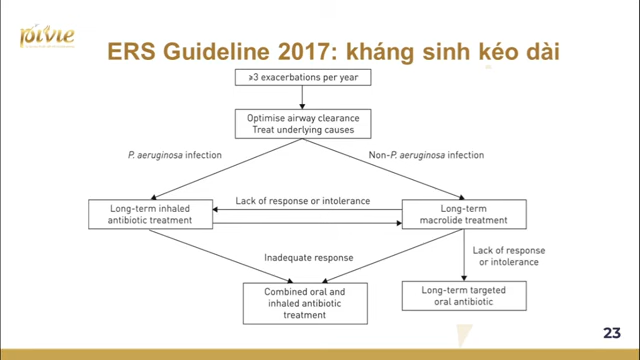 pivie
ERS Guideline 2017: kháng sinh kéo dài
≥3 exacerbations per year
Optimise airway clearance
Treat underlying causes
P. aeruginosa infection
Non-P. aeruginosa infection
Long-term inhaled
antibiotic treatment
Lack of response or intolerance
Long-term
macrolide treatment
Inadequate response
Lack of response
or intolerance
Combined oral and
inhaled antibiotic
treatment
Long-term targeted
oral antibiotic
23